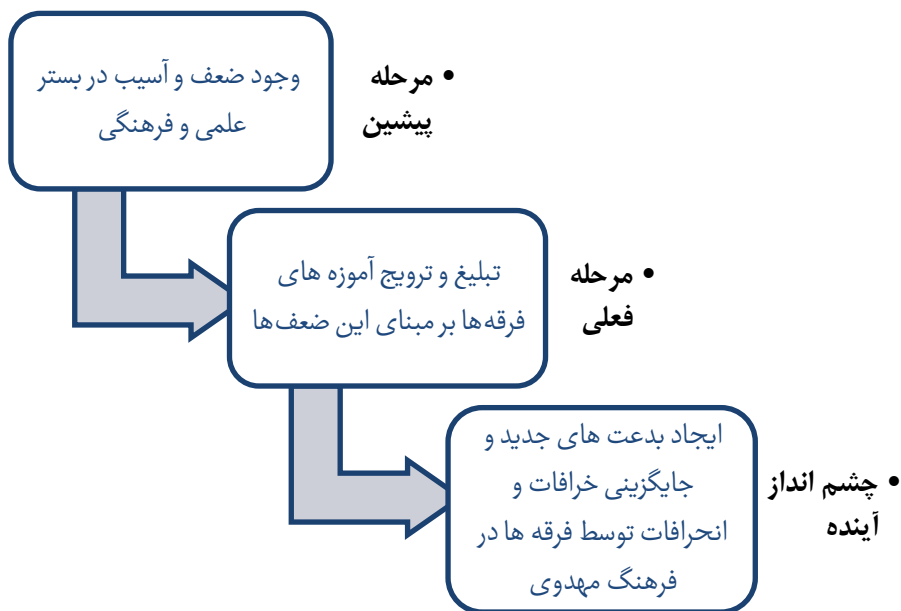 • مرحله
پیشین
وجود ضعف و آسیب در بستر
علمی و فرهنگی
• مرحله
فعلی
تبلیغ و ترویج آموزه های
فرقه‌ها بر مبنای این ضعف‌ها
• چشم انداز
آینده
ایجاد بدعت های جدید و
جایگزینی خرافات و
انحرافات توسط فرقه ها در
فرهنگ مهدوی